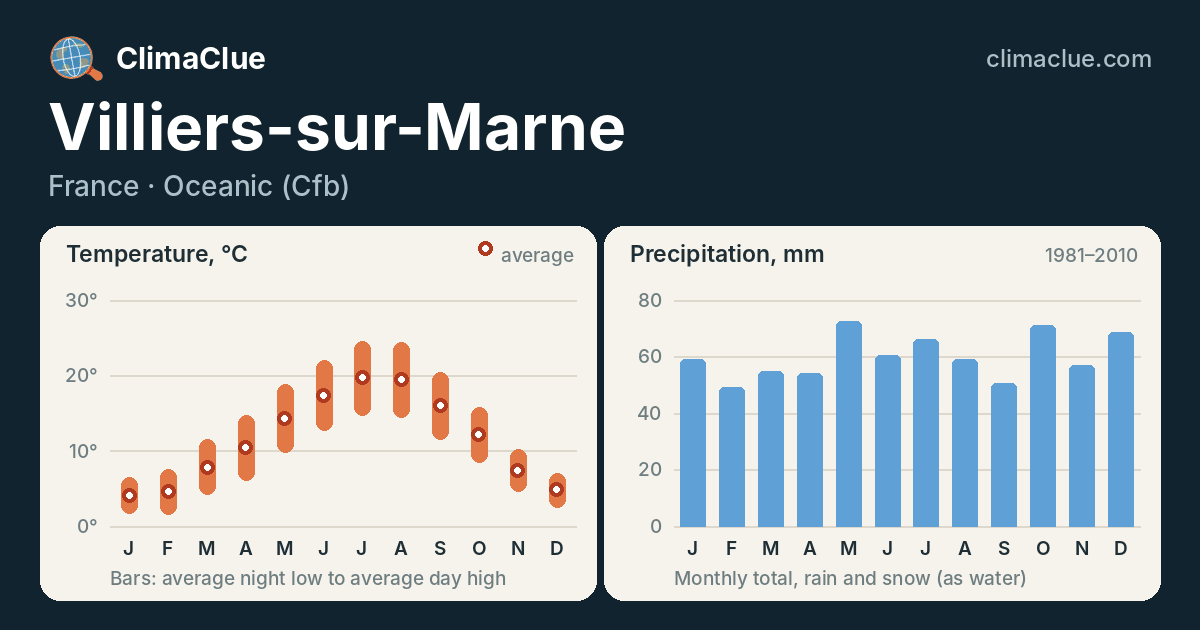 ClimaClue
climaclue.com
Villiers-sur-Marne
France · Oceanic (Cfb)
Temperature, °C
average
30°
20°
10°
0°
J F M A M J J A S O N D
Bars: average night low to average day high
Precipitation, mm
1981–2010
80
60
40
20
0
J F M A M J J A S O N D
Monthly total, rain and snow (as water)